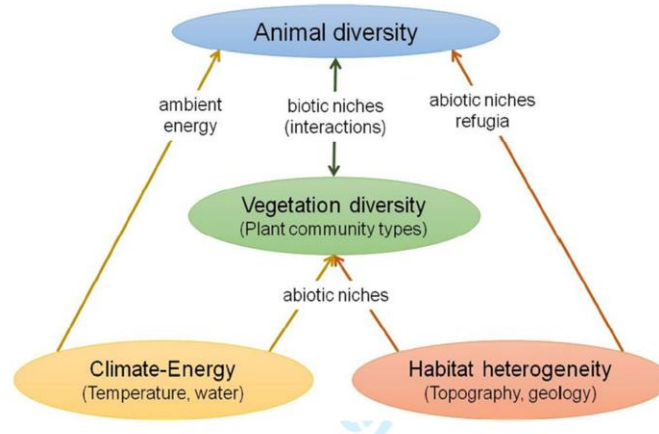 Animal diversity
ambient
energy
biotic niches
(interactions)
abiotic niches
refugia
Vegetation diversity
(Plant community types)
abiotic niches
Climate-Energy
(Temperature, water)
Habitat heterogeneity
(Topography, geology)